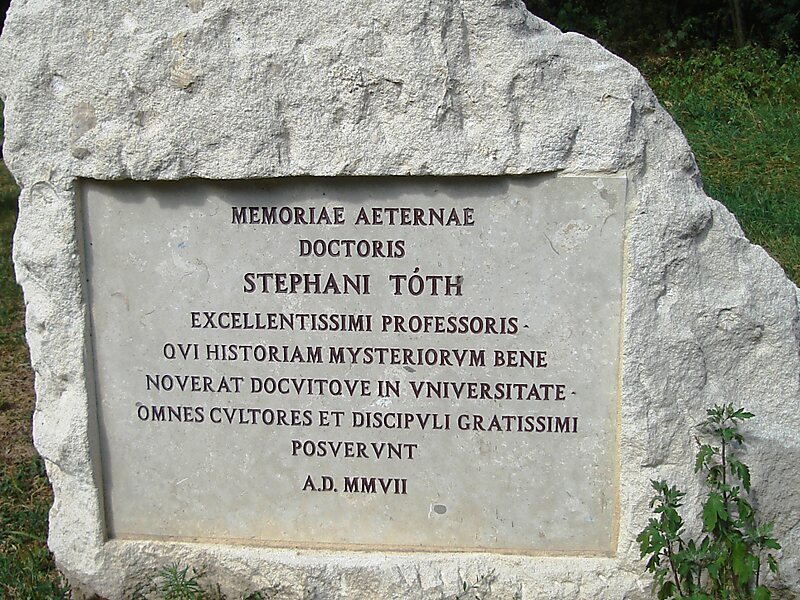 MEMORIAE AETERNAE
DOCTORIS
STEPHANI TÓTH
EXCELLENTISSIMI PROFESSORIS -
QVI HISTORIAM MYSTERIORVM BENE
NOVERAT DOCVITQVE IN VNIVERSITATE -
OMNES CVLTORES ET DISCIPVLI GRATISSIMI
POSVERVNT
A.D. MMVII